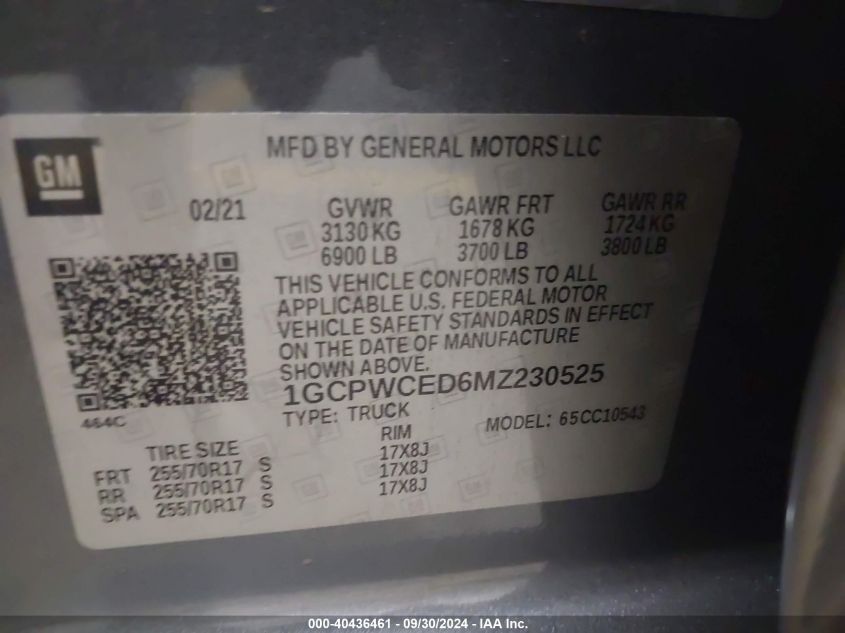 GM
MFD BY GENERAL MOTORS LLC
02/21
GVWR GAWR FRT GAWR RR
3130 KG 1678 KG 1724 KG
6900 LB 3700 LB 3800 LB
THIS VEHICLE CONFORMS TO ALL
APPLICABLE U.S. FEDERAL MOTOR
VEHICLE SAFETY STANDARDS IN EFFECT
ON THE DATE OF MANUFACTURE
SHOWN ABOVE.
1GCPWCED6MZ230525
464C
TYPE: TRUCK MODEL: 65CC10543
TIRE SIZE RIM
FRT 255/70R17 S 17X8J
RR 255/70R17 S 17X8J
SPA 255/70R17 S 17X8J
000-40436461 - 09/30/2024 - IAA Inc.